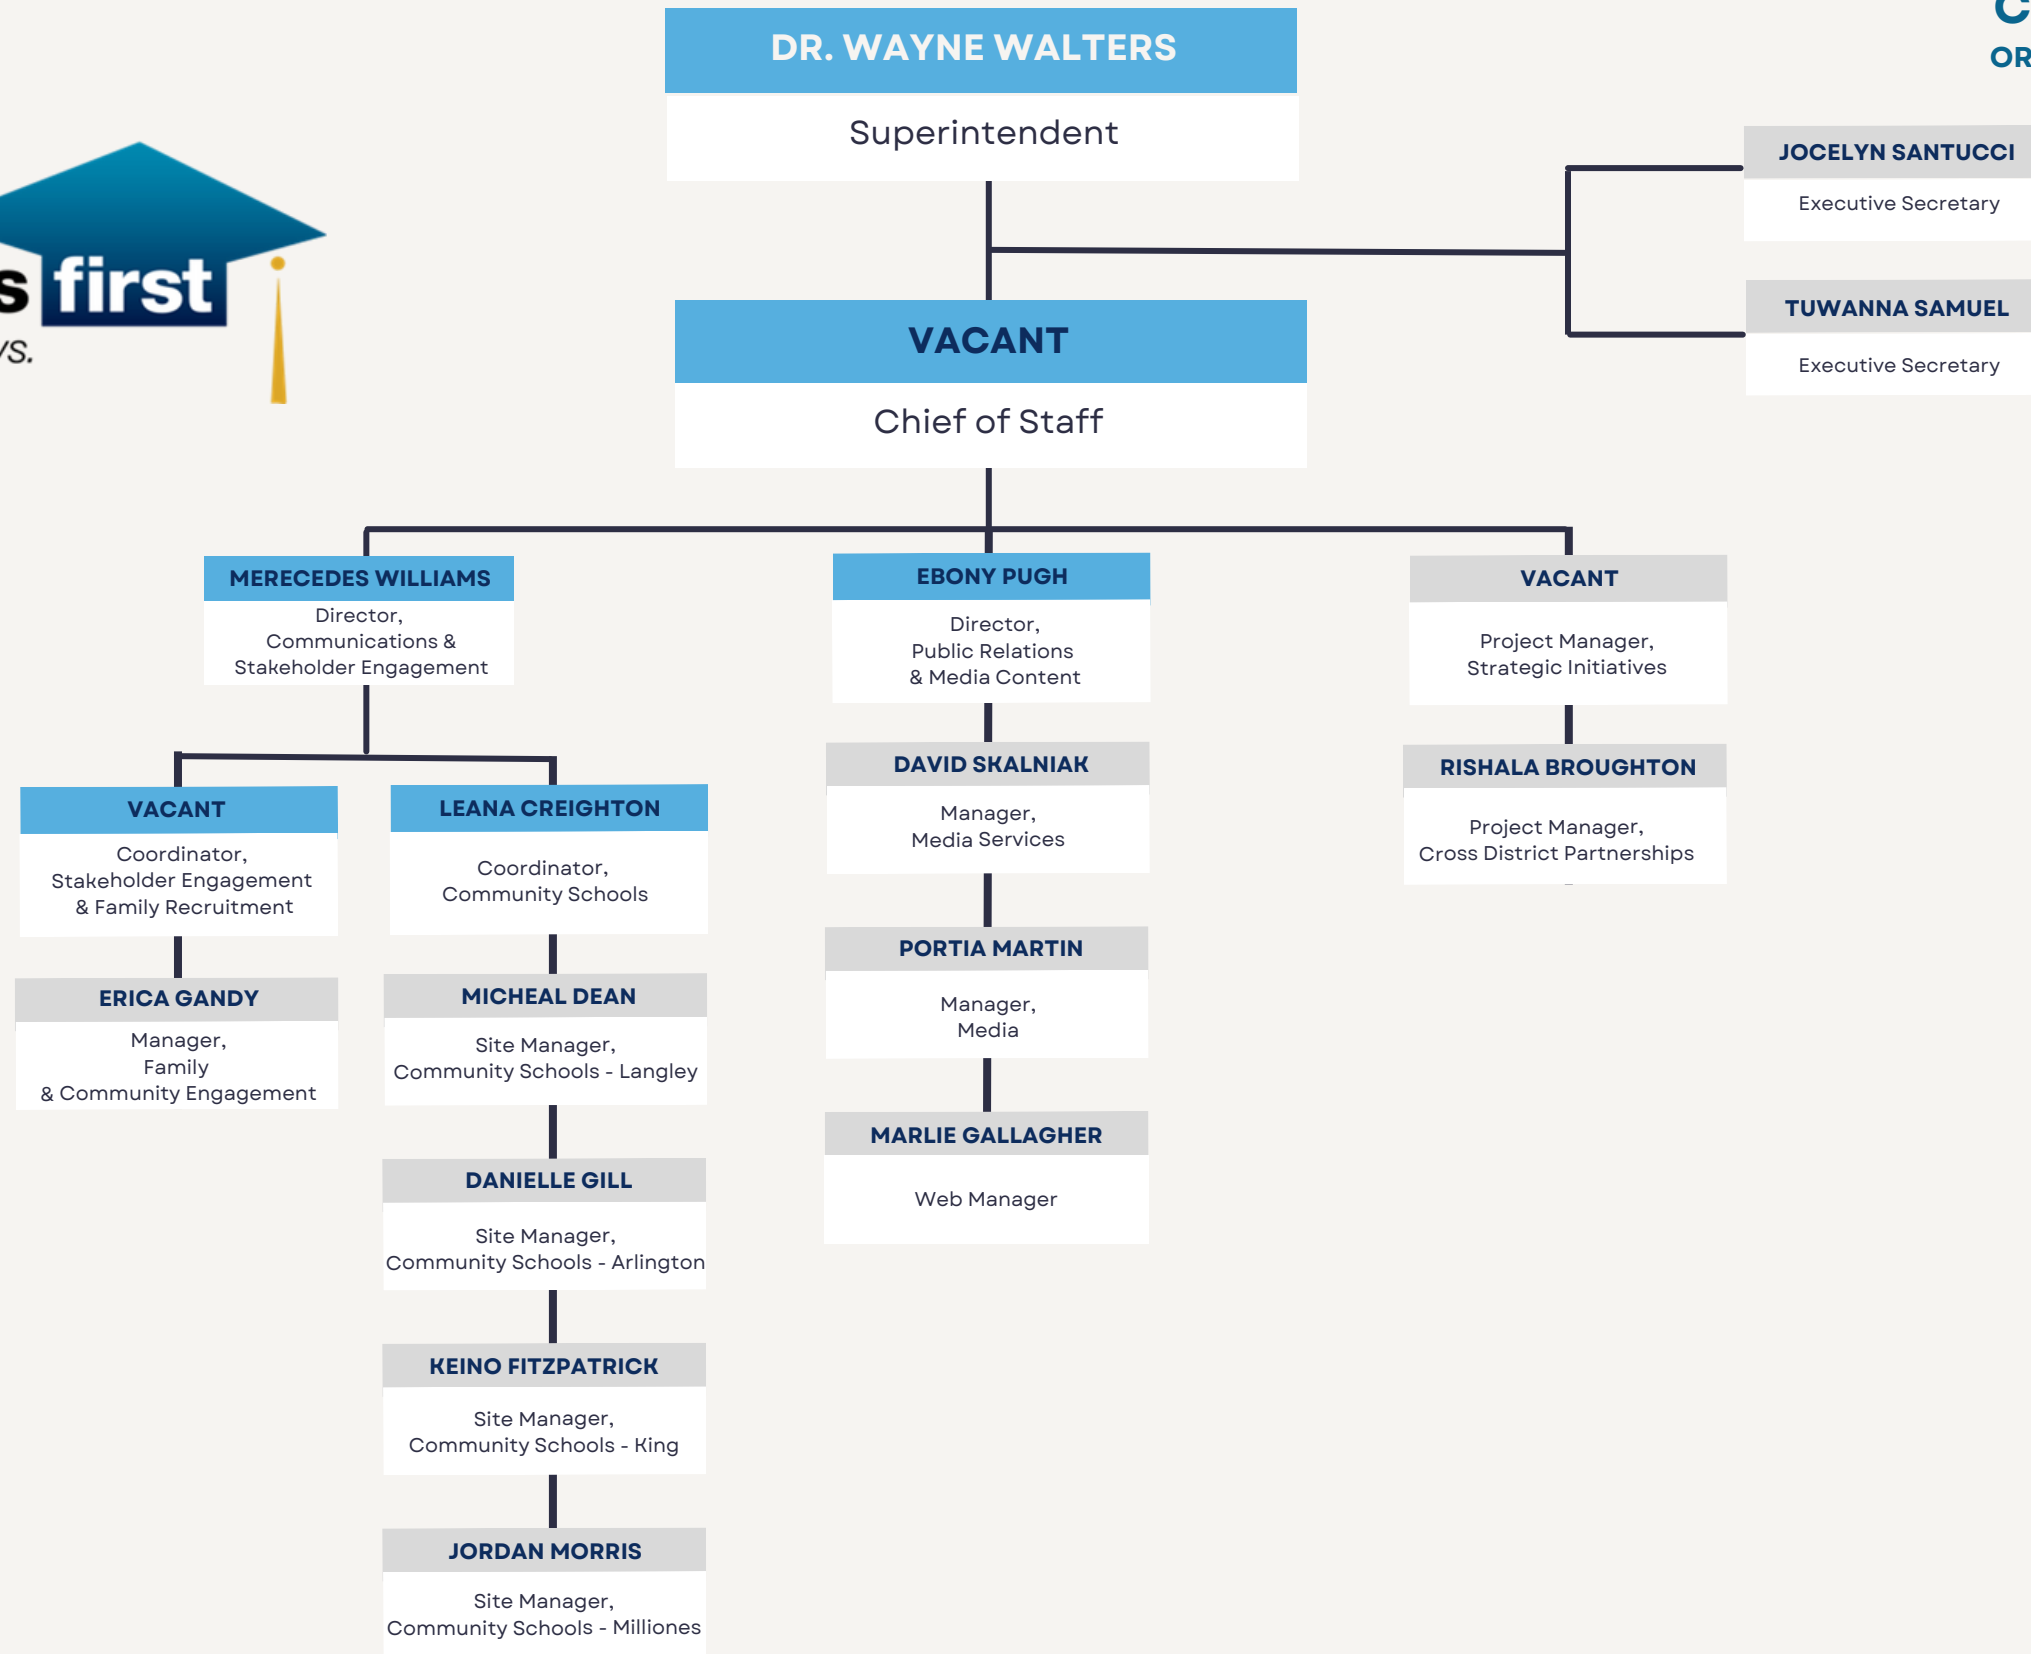 DR. WAYNE WALTERS
Superintendent
C
OR
JOCELYN SANTUCCI
Executive Secretary
TUWANNA SAMUEL
Executive Secretary
s first
ys.
VACANT
Chief of Staff
MERECEDES WILLIAMS
Director,
Communications &
Stakeholder Engagement
EBONY PUGH
Director,
Public Relations
& Media Content
VACANT
Project Manager,
Strategic Initiatives
VACANT
Coordinator,
Stakeholder Engagement
& Family Recruitment
ERICA GANDY
Manager,
Family
& Community Engagement
LEANA CREIGHTON
Coordinator,
Community Schools
MICHEAL DEAN
Site Manager,
Community Schools - Langley
DANIELLE GILL
Site Manager,
Community Schools - Arlington
KEINO FITZPATRICK
Site Manager,
Community Schools - King
JORDAN MORRIS
Site Manager,
Community Schools - Milliones
DAVID SKALNIAK
Manager,
Media Services
PORTIA MARTIN
Manager,
Media
MARLIE GALLAGHER
Web Manager
RISHALA BROUGHTON
Project Manager,
Cross District Partnerships